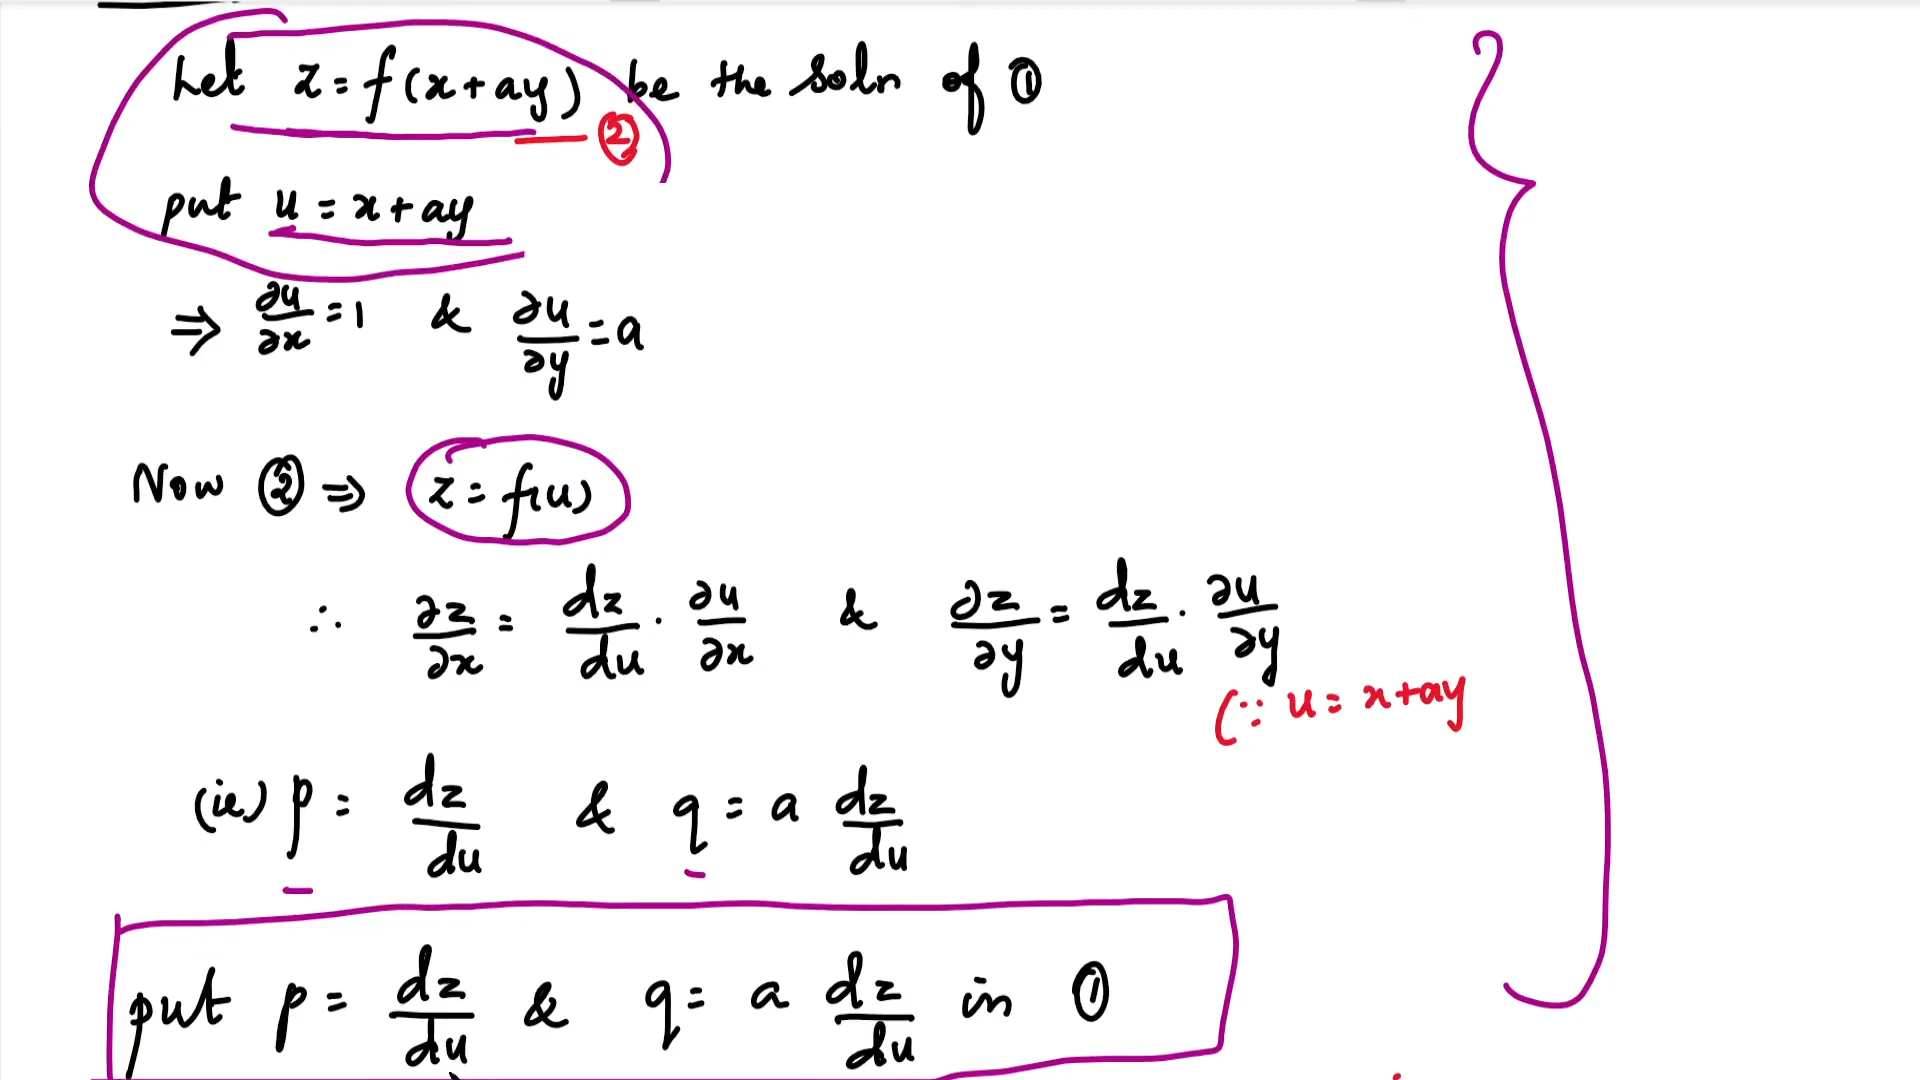 Let z = f(x+ay) be the soln of ①
②
put u = x+ay
⇒ ∂u/∂x = 1 & ∂u/∂y = a
Now ② ⇒ z = f(u)
∴ ∂z/∂x = dz/du · ∂u/∂x & ∂z/∂y = dz/du · ∂u/∂y
(∵ u = x+ay
(ie) p = dz/du & q = a dz/du
put p = dz/du & q = a dz/du in ①